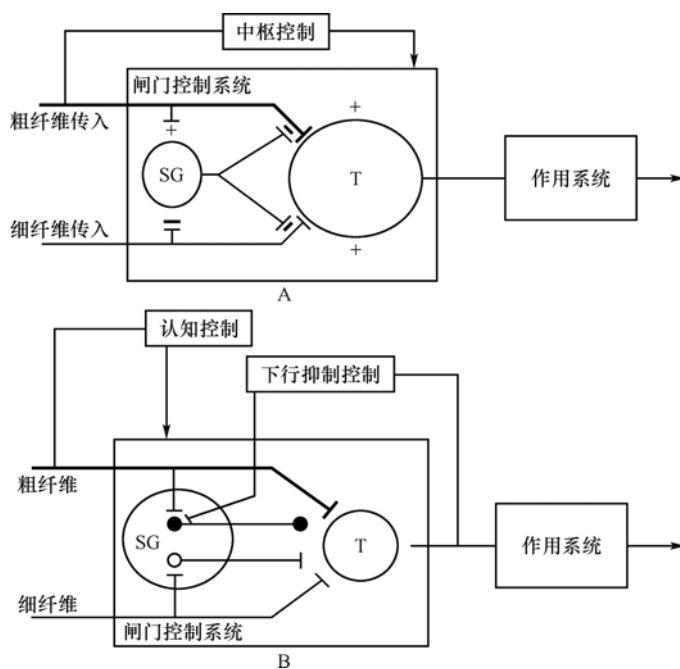 中枢控制
闸门控制系统
粗纤维传入
+
+
SG
T
作用系统
细纤维传入
+
A
认知控制
下行抑制控制
粗纤维
SG
T
作用系统
细纤维
闸门控制系统
B